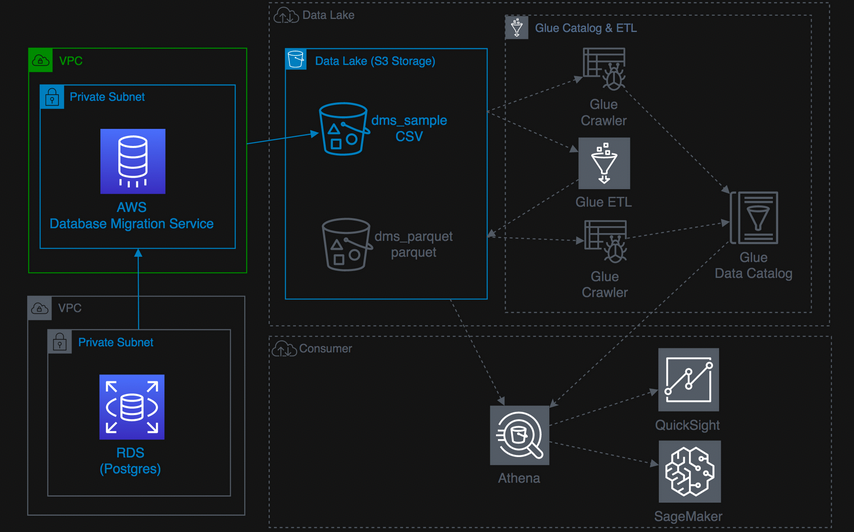 Data Lake
Glue Catalog & ETL
VPC
Data Lake (S3 Storage)
Private Subnet
dms_sample
CSV
Glue
Crawler
AWS
Database Migration Service
Glue ETL
dms_parquet
parquet
Glue
Crawler
Glue
Data Catalog
VPC
Private Subnet
RDS
(Postgres)
Consumer
Athena
QuickSight
SageMaker